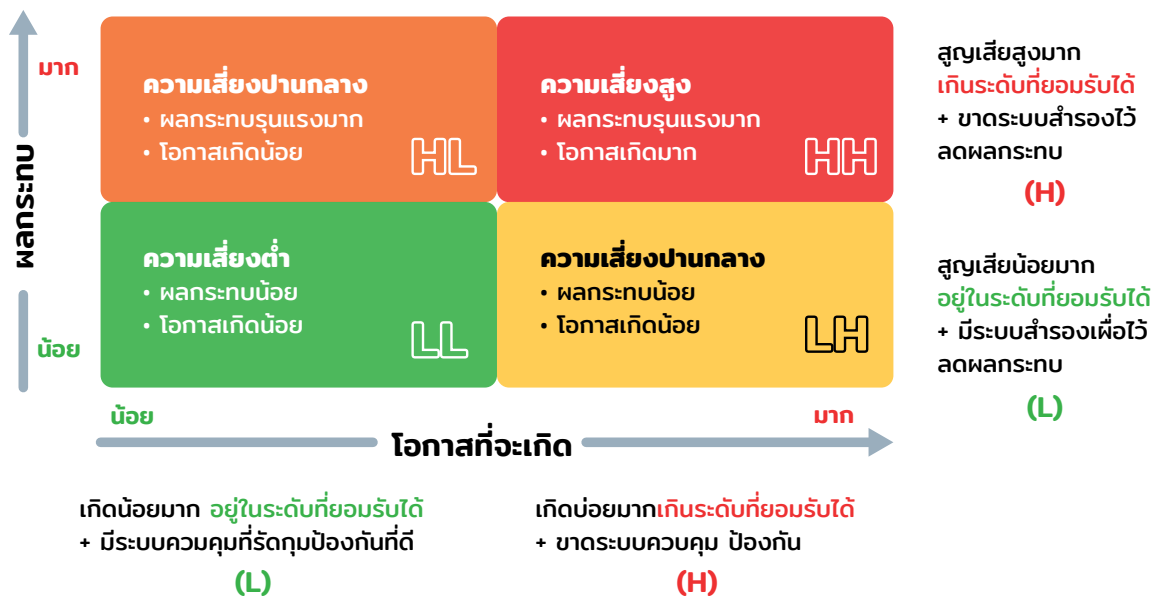 ผลกระทบ
มาก
น้อย
ความเสี่ยงปานกลาง
• ผลกระทบรุนแรงมาก
• โอกาสเกิดน้อย
HL
ความเสี่ยงสูง
• ผลกระทบรุนแรงมาก
• โอกาสเกิดมาก
HH
ความเสี่ยงต่ำ
• ผลกระทบน้อย
• โอกาสเกิดน้อย
LL
ความเสี่ยงปานกลาง
• ผลกระทบน้อย
• โอกาสเกิดน้อย
LH
สูญเสียสูงมาก
เกินระดับที่ยอมรับได้
+ ขาดระบบสำรองไว้
ลดผลกระทบ
(H)
สูญเสียน้อยมาก
อยู่ในระดับที่ยอมรับได้
+ มีระบบสำรองเผื่อไว้
ลดผลกระทบ
(L)
น้อย
มาก
โอกาสที่จะเกิด
เกิดน้อยมาก อยู่ในระดับที่ยอมรับได้
+ มีระบบควมคุมที่รัดกุมป้องกันที่ดี
(L)
เกิดบ่อยมากเกินระดับที่ยอมรับได้
+ ขาดระบบควบคุม ป้องกัน
(H)